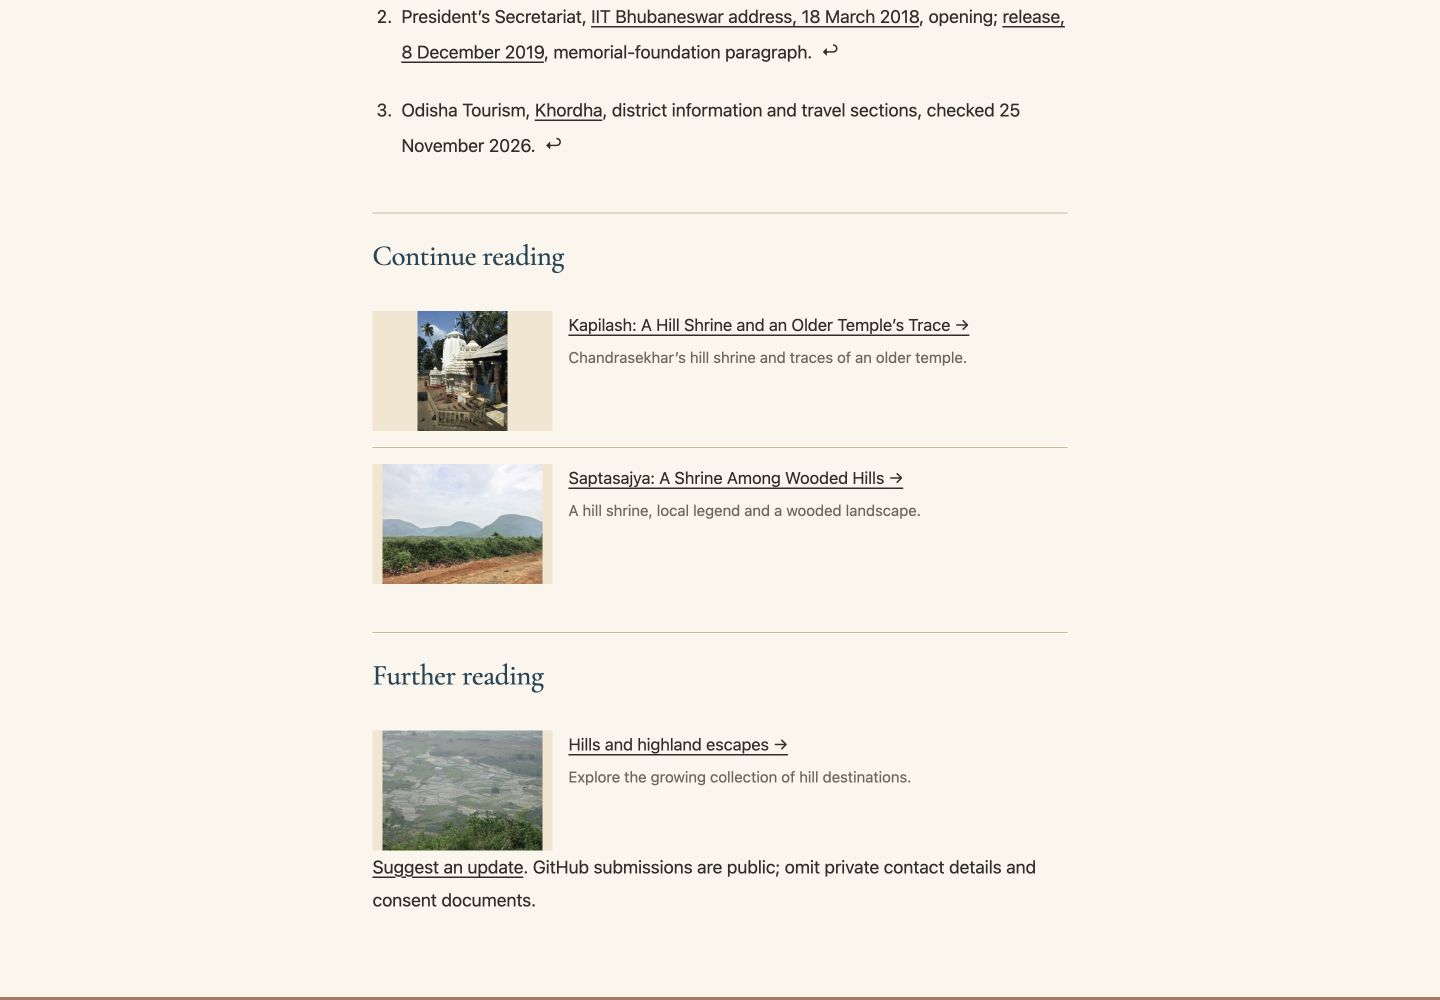 2. President’s Secretariat, IIT Bhubaneswar address, 18 March 2018, opening; release,
8 December 2019, memorial-foundation paragraph. ↩
3. Odisha Tourism, Khordha, district information and travel sections, checked 25
November 2026. ↩
Continue reading
Kapilash: A Hill Shrine and an Older Temple’s Trace →
Chandrasekhar’s hill shrine and traces of an older temple.
Saptasajya: A Shrine Among Wooded Hills →
A hill shrine, local legend and a wooded landscape.
Further reading
Hills and highland escapes →
Explore the growing collection of hill destinations.
Suggest an update. GitHub submissions are public; omit private contact details and
consent documents.